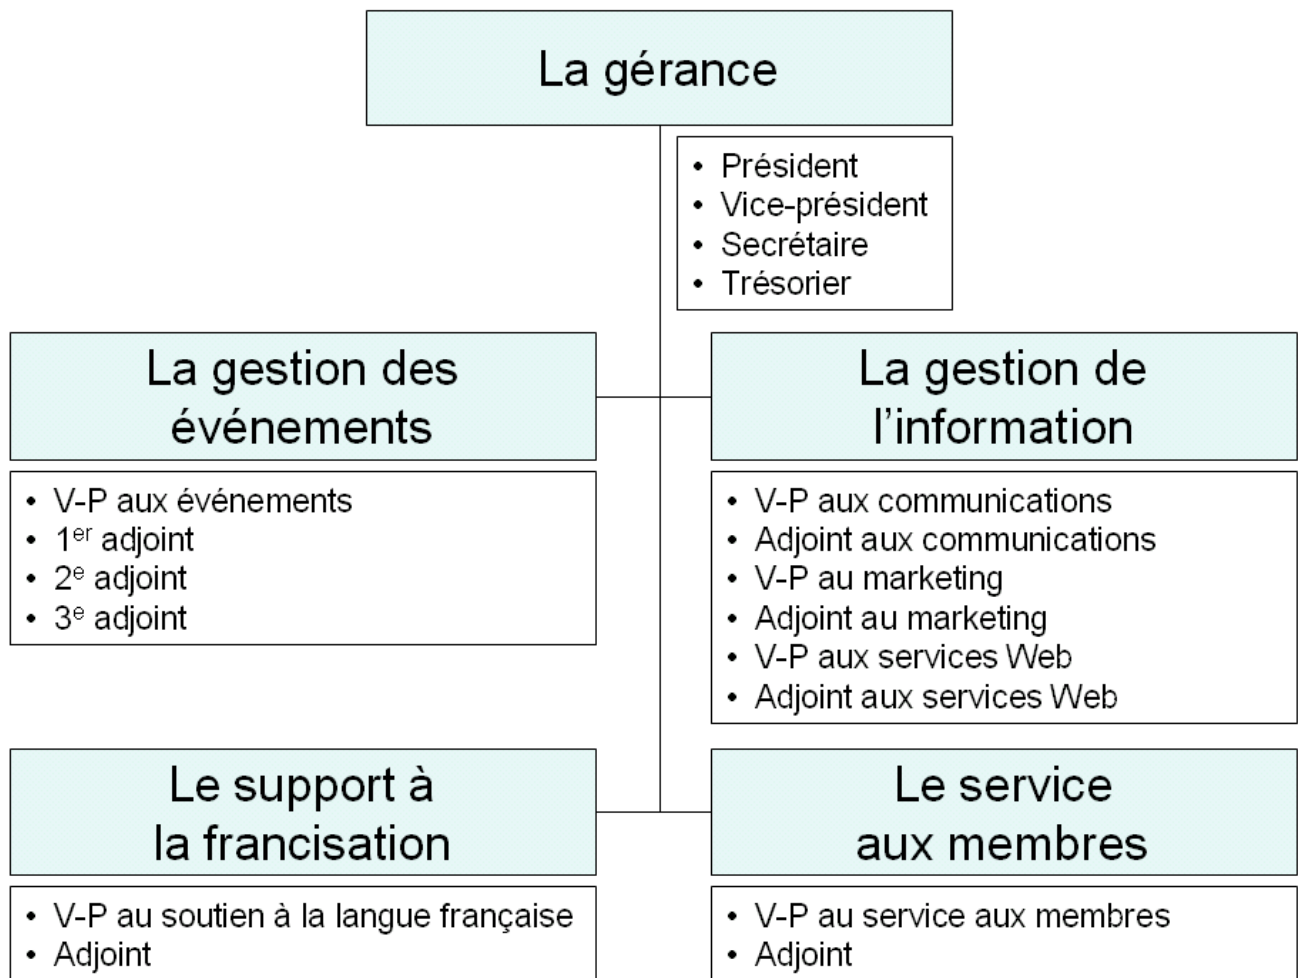 La gérance
• Président
• Vice-président
• Secrétaire
• Trésorier
La gestion des
événements
• V-P aux événements
• 1er adjoint
• 2e adjoint
• 3e adjoint
La gestion de
l'information
• V-P aux communications
• Adjoint aux communications
• V-P au marketing
• Adjoint au marketing
• V-P aux services Web
• Adjoint aux services Web
Le support à
la francisation
• V-P au soutien à la langue française
• Adjoint
Le service
aux membres
• V-P au service aux membres
• Adjoint